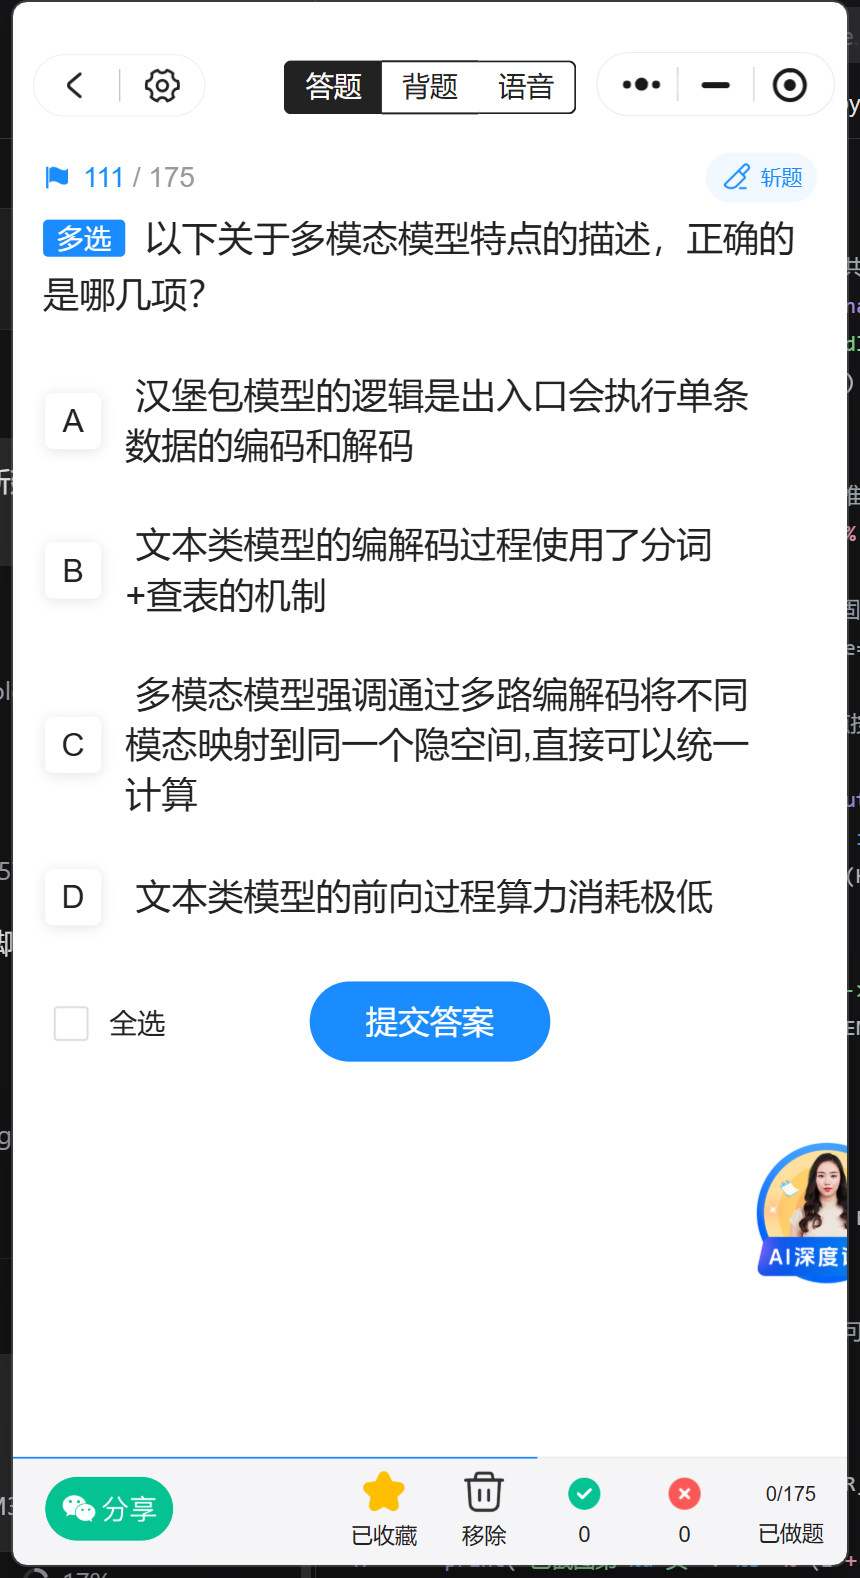 答题 背题 语音
111 / 175
斩题
多选 以下关于多模态模型特点的描述，正确的
是哪几项？
A 汉堡包模型的逻辑是出入口会执行单条
数据的编码和解码
B 文本类模型的编解码过程使用了分词
+查表的机制
C 多模态模型强调通过多路编解码将不同
模态映射到同一个隐空间,直接可以统一
计算
D 文本类模型的前向过程算力消耗极低
全选 提交答案
AI深度
分享
已收藏
移除
0
0
0/175
已做题
17%